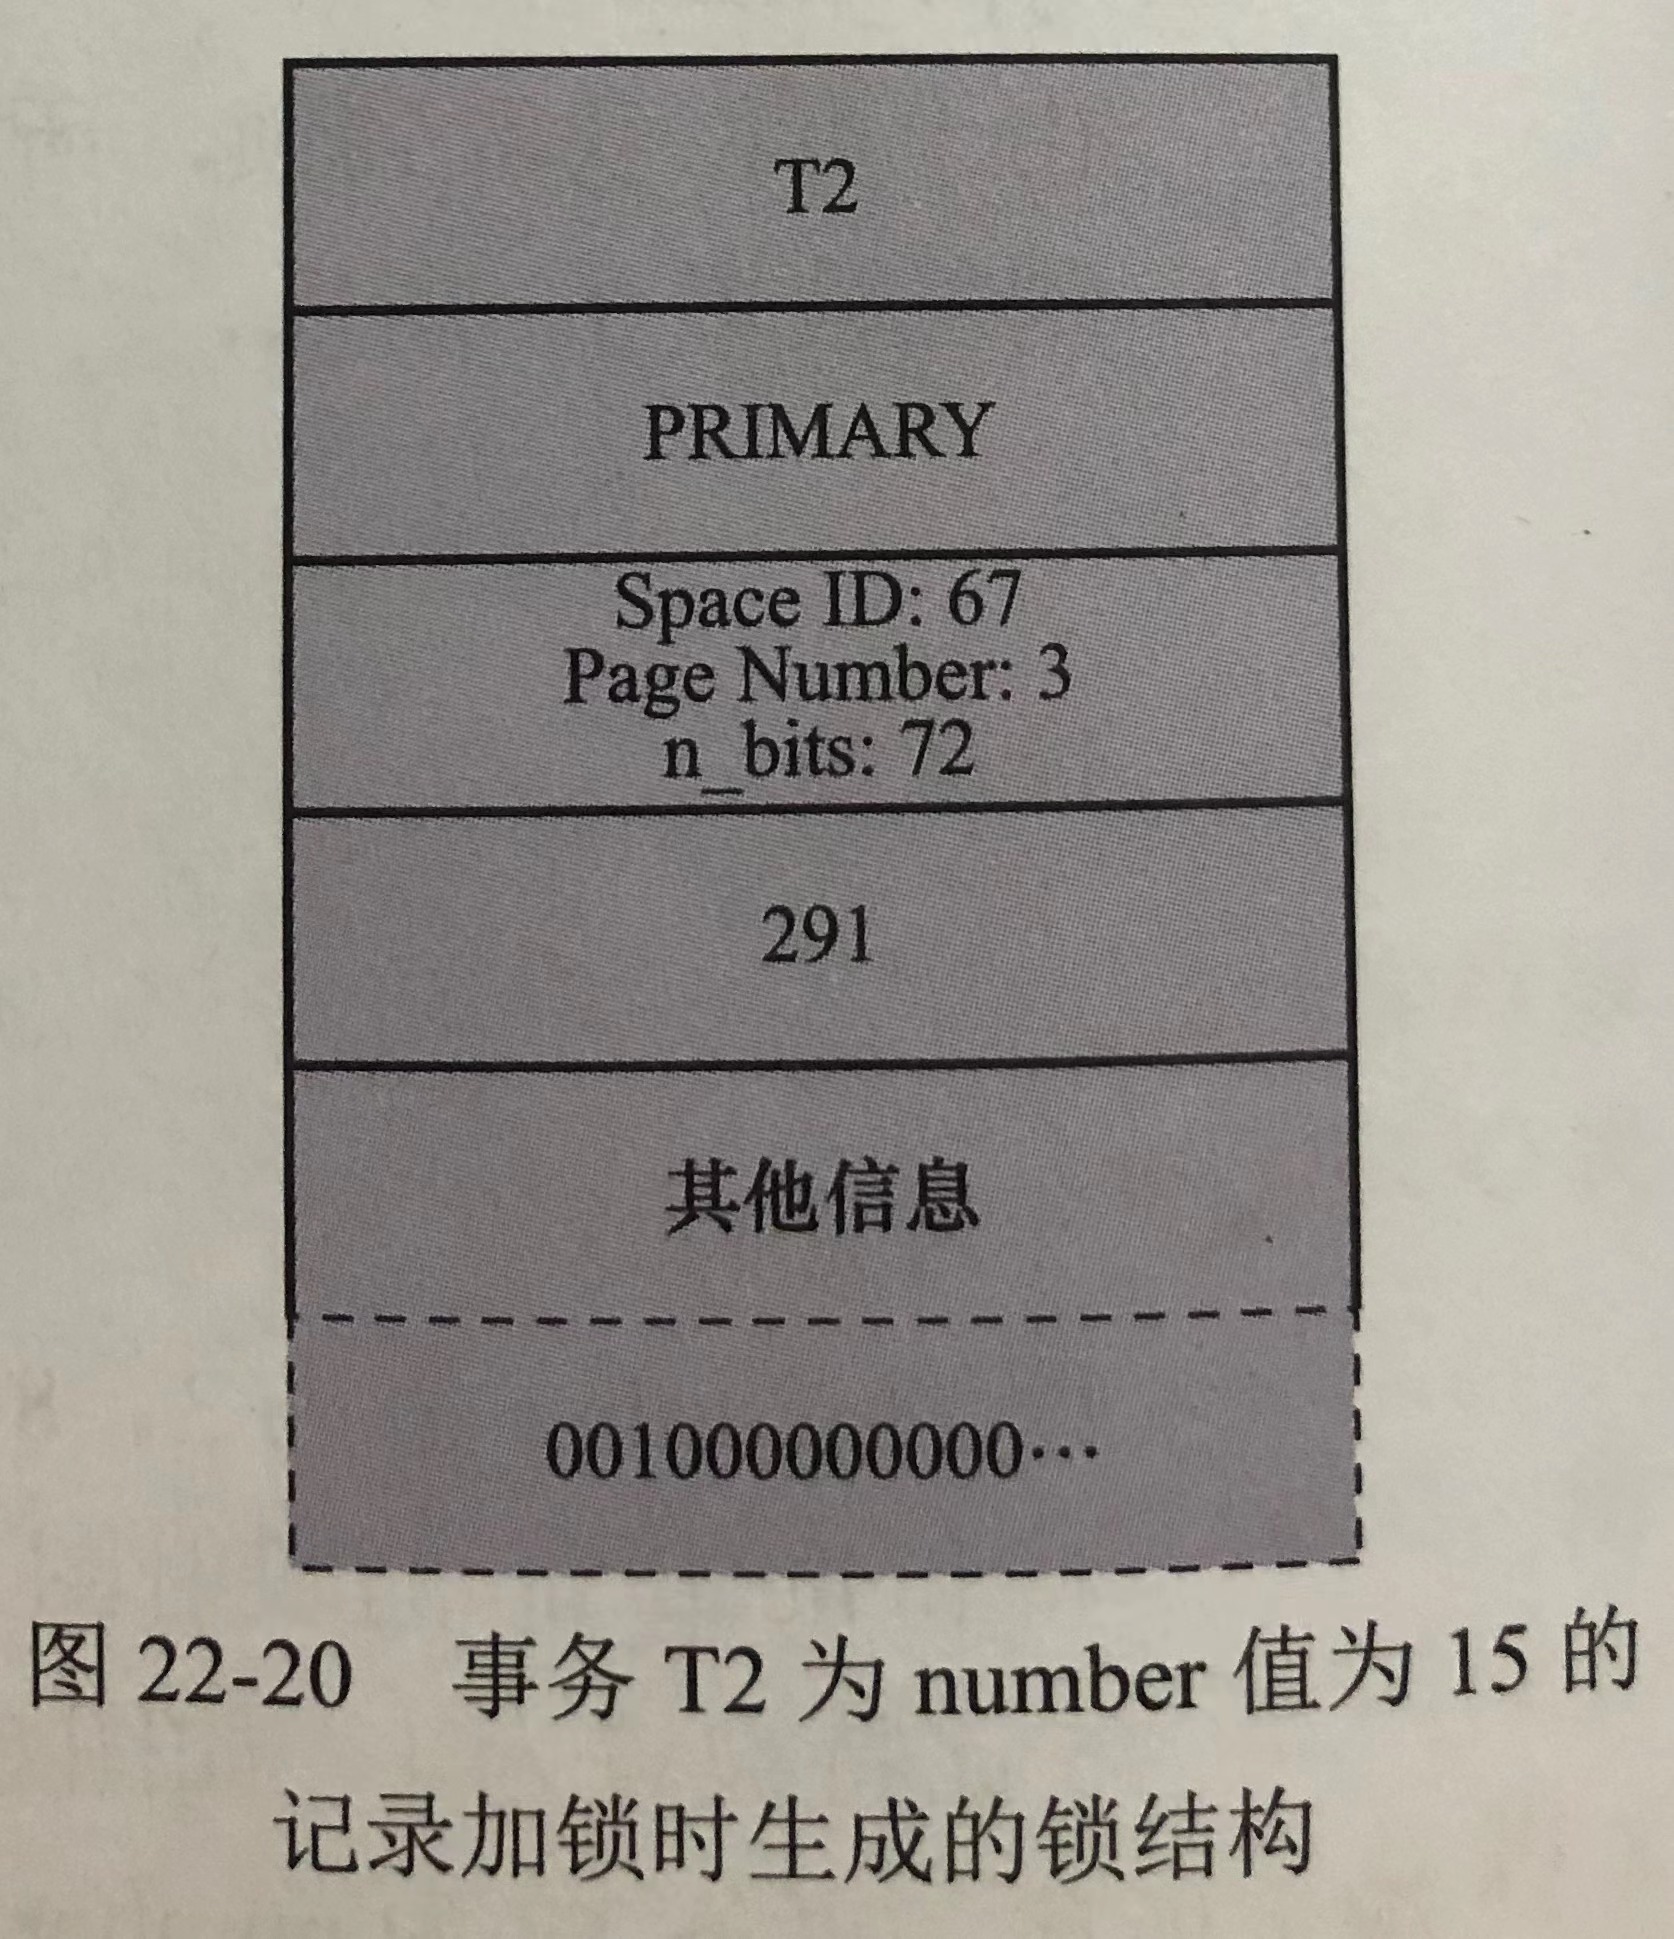 T2
PRIMARY
Space ID: 67
Page Number: 3
n_bits: 72
291
其他信息
001000000000…
图 22-20 事务 T2 为 number 值为 15 的
记录加锁时生成的锁结构